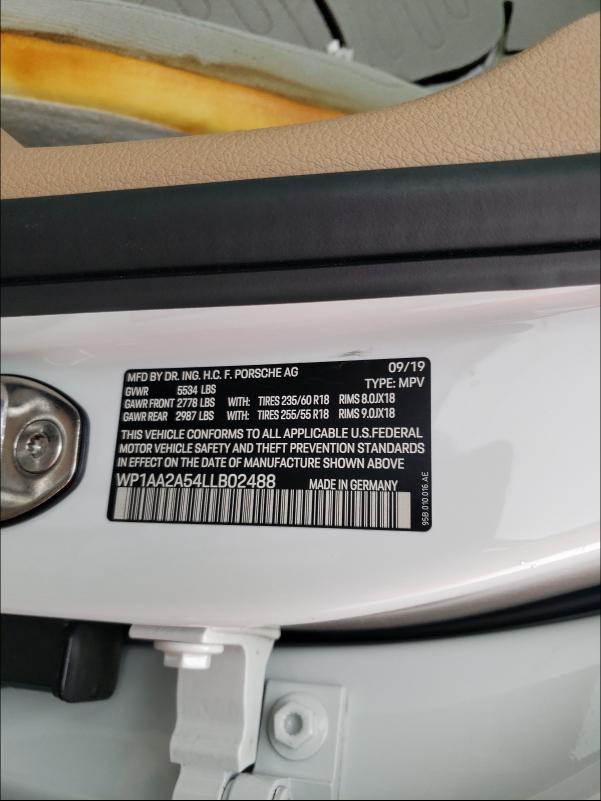 MFD BY DR. ING. H.C. F. PORSCHE AG 09/19
GVWR 5534 LBS TYPE: MPV
GAWR FRONT 2778 LBS WITH: TIRES 235/60 R18 RIMS 8.0JX18
GAWR REAR 2987 LBS WITH: TIRES 255/55 R18 RIMS 9.0JX18
THIS VEHICLE CONFORMS TO ALL APPLICABLE U.S.FEDERAL
MOTOR VEHICLE SAFETY AND THEFT PREVENTION STANDARDS
IN EFFECT ON THE DATE OF MANUFACTURE SHOWN ABOVE
WP1AA2A54LLB02488 MADE IN GERMANY
95B 010 016 AE